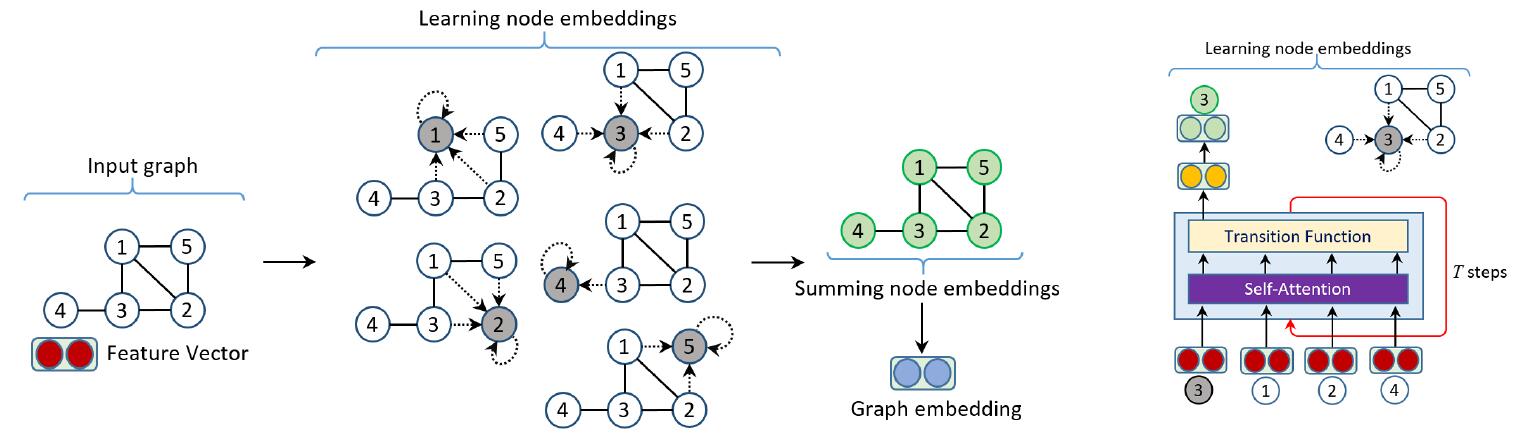 Learning node embeddings
Input graph
1 5
4 3 2
Feature Vector
1 5
4 3 2
1 5
4 3 2
1 5
4 3 2
1 5
4 3 2
1 5
4 3 2
1 5
4 3 2
Summing node embeddings
Graph embedding
Learning node embeddings
3
1 5
4 3 2
Transition Function
Self-Attention
T steps
3 1 2 4